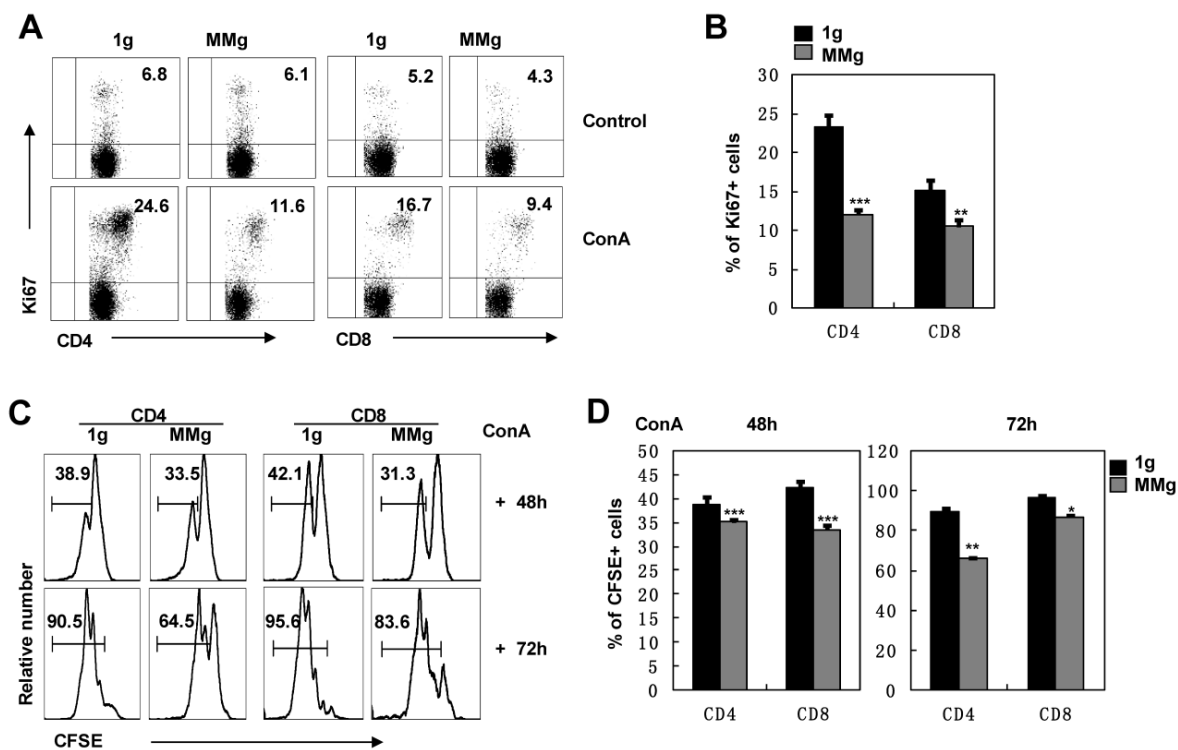 A
1g MMg 1g MMg
6.8 6.1 5.2 4.3
Control
24.6 11.6 16.7 9.4
ConA
Ki67
CD4 CD8
B
1g
MMg
% of Ki67+ cells
30
25
20
15
10
5
0
***
**
CD4 CD8
C
CD4 CD8
1g MMg 1g MMg ConA
38.9 33.5 42.1 31.3
+ 48h
90.5 64.5 95.6 83.6
+ 72h
Relative number
CFSE
D
ConA 48h 72h
1g
MMg
% of CFSE+ cells
50
45
40
35
30
25
20
15
10
5
0
*** ***
CD4 CD8
120
100
80
60
40
20
0
** *
CD4 CD8